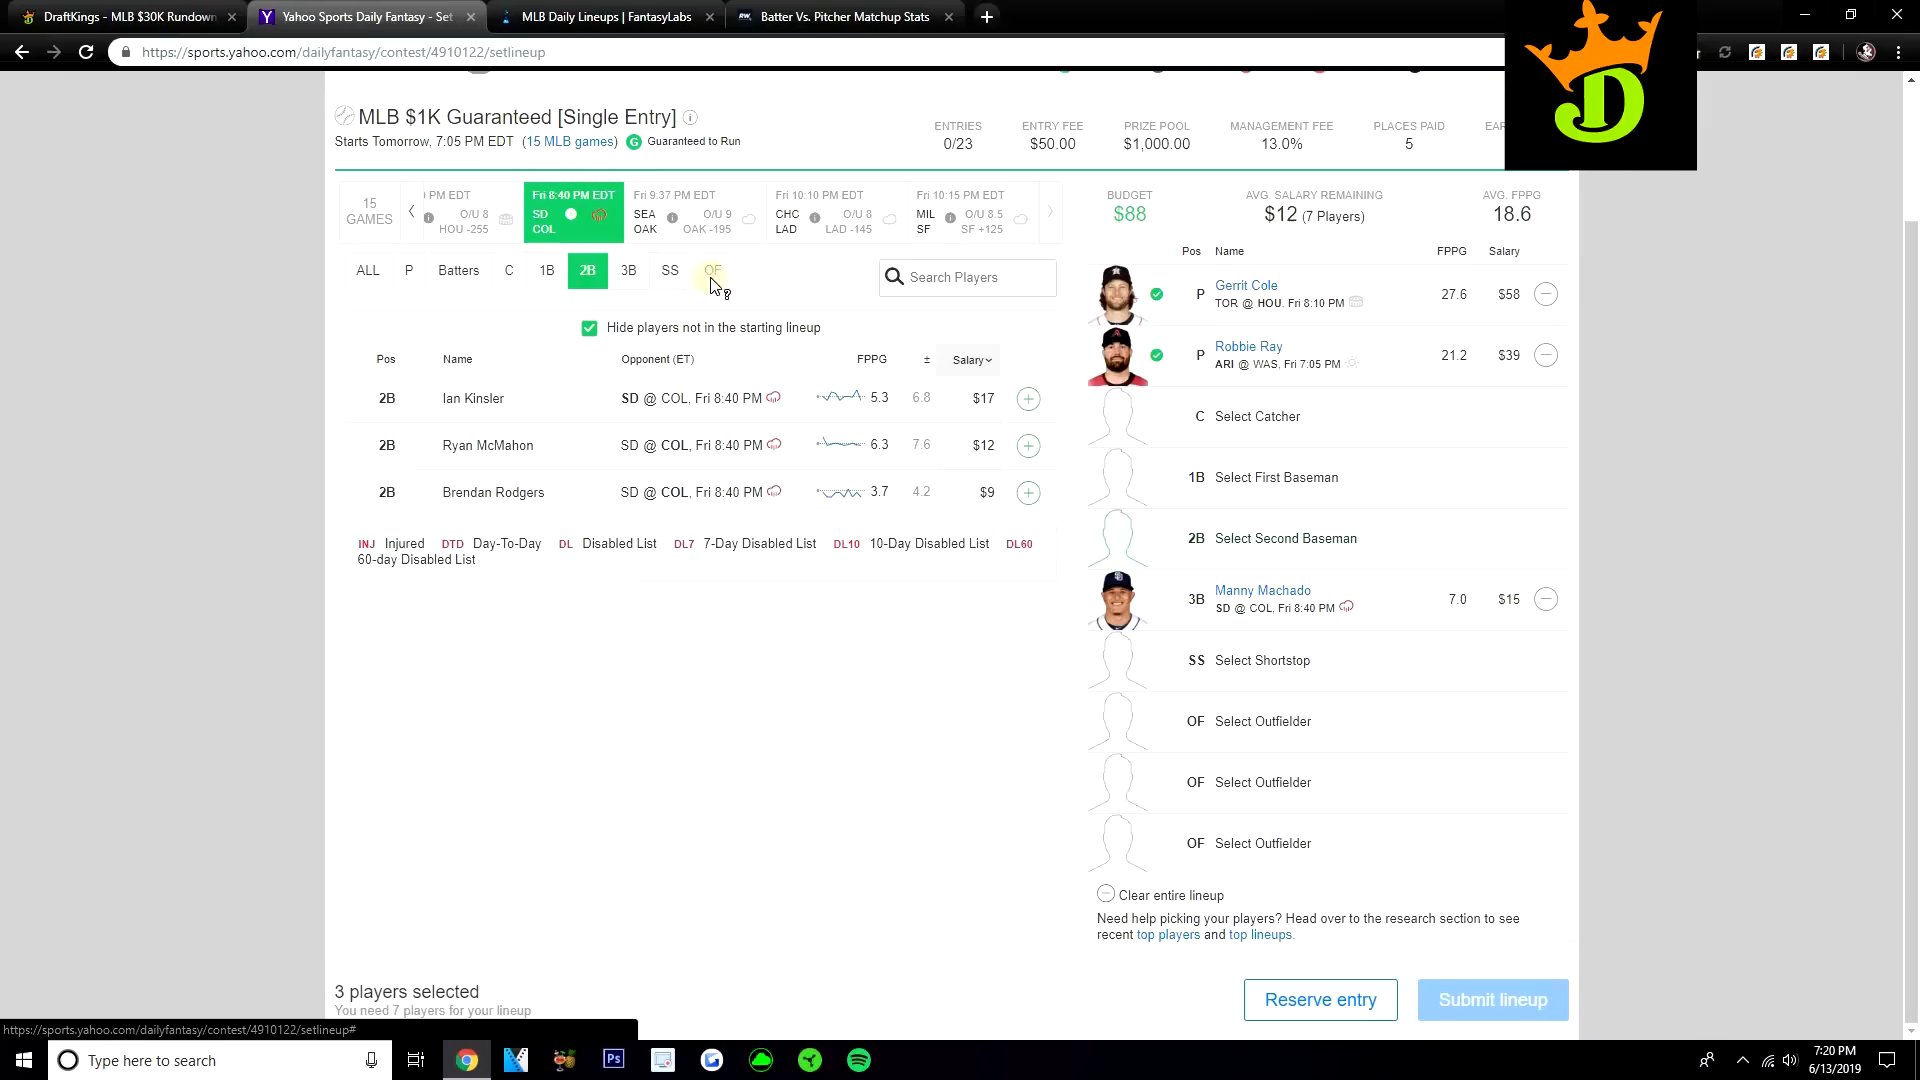 DraftKings - MLB $30K Rundown
Yahoo Sports Daily Fantasy - Set
MLB Daily Lineups | FantasyLabs
RW Batter Vs. Pitcher Matchup Stats
https://sports.yahoo.com/dailyfantasy/contest/4910122/setlineup
MLB $1K Guaranteed [Single Entry]
Starts Tomorrow, 7:05 PM EDT (15 MLB games) G Guaranteed to Run
ENTRIES ENTRY FEE PRIZE POOL MANAGEMENT FEE PLACES PAID
0/23 $50.00 $1,000.00 13.0% 5
15 GAMES
PM EDT
O/U 8
HOU -255
Fri 8:40 PM EDT
SD
COL
Fri 9:37 PM EDT
SEA O/U 9
OAK OAK -195
Fri 10:10 PM EDT
CHC O/U 8
LAD LAD -145
Fri 10:15 PM EDT
MIL O/U 8.5
SF SF +125
BUDGET AVG. SALARY REMAINING AVG. FPPG
$88 $12 (7 Players) 18.6
ALL P Batters C 1B 2B 3B SS OF
Search Players
Hide players not in the starting lineup
Pos Name Opponent (ET) FPPG ± Salary
2B Ian Kinsler SD @ COL, Fri 8:40 PM 5.3 6.8 $17
2B Ryan McMahon SD @ COL, Fri 8:40 PM 6.3 7.6 $12
2B Brendan Rodgers SD @ COL, Fri 8:40 PM 3.7 4.2 $9
INJ Injured DTD Day-To-Day DL Disabled List DL7 7-Day Disabled List DL10 10-Day Disabled List DL60
60-day Disabled List
Pos Name FPPG Salary
P Gerrit Cole 27.6 $58
TOR @ HOU, Fri 8:10 PM
P Robbie Ray 21.2 $39
ARI @ WAS, Fri 7:05 PM
C Select Catcher
1B Select First Baseman
2B Select Second Baseman
3B Manny Machado 7.0 $15
SD @ COL, Fri 8:40 PM
SS Select Shortstop
OF Select Outfielder
OF Select Outfielder
OF Select Outfielder
Clear entire lineup
Need help picking your players? Head over to the research section to see
recent top players and top lineups.
3 players selected
You need 7 players for your lineup
Reserve entry
Submit lineup
https://sports.yahoo.com/dailyfantasy/contest/4910122/setlineup#
Type here to search
Ps
7:20 PM
6/13/2019